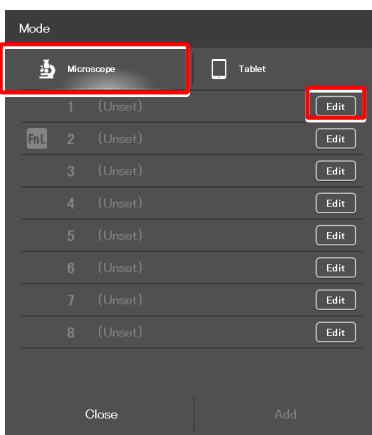 Mode
Microscope Tablet
1 (Unset) Edit
FnL 2 (Unset) Edit
3 (Unset) Edit
4 (Unset) Edit
5 (Unset) Edit
6 (Unset) Edit
7 (Unset) Edit
8 (Unset) Edit
Close Add